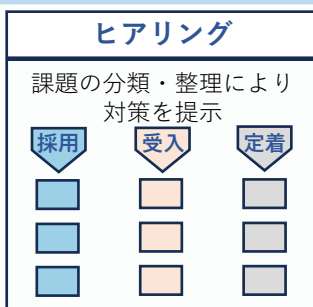 ヒアリング
課題の分類・整理により
対策を提示
採用 受入 定着